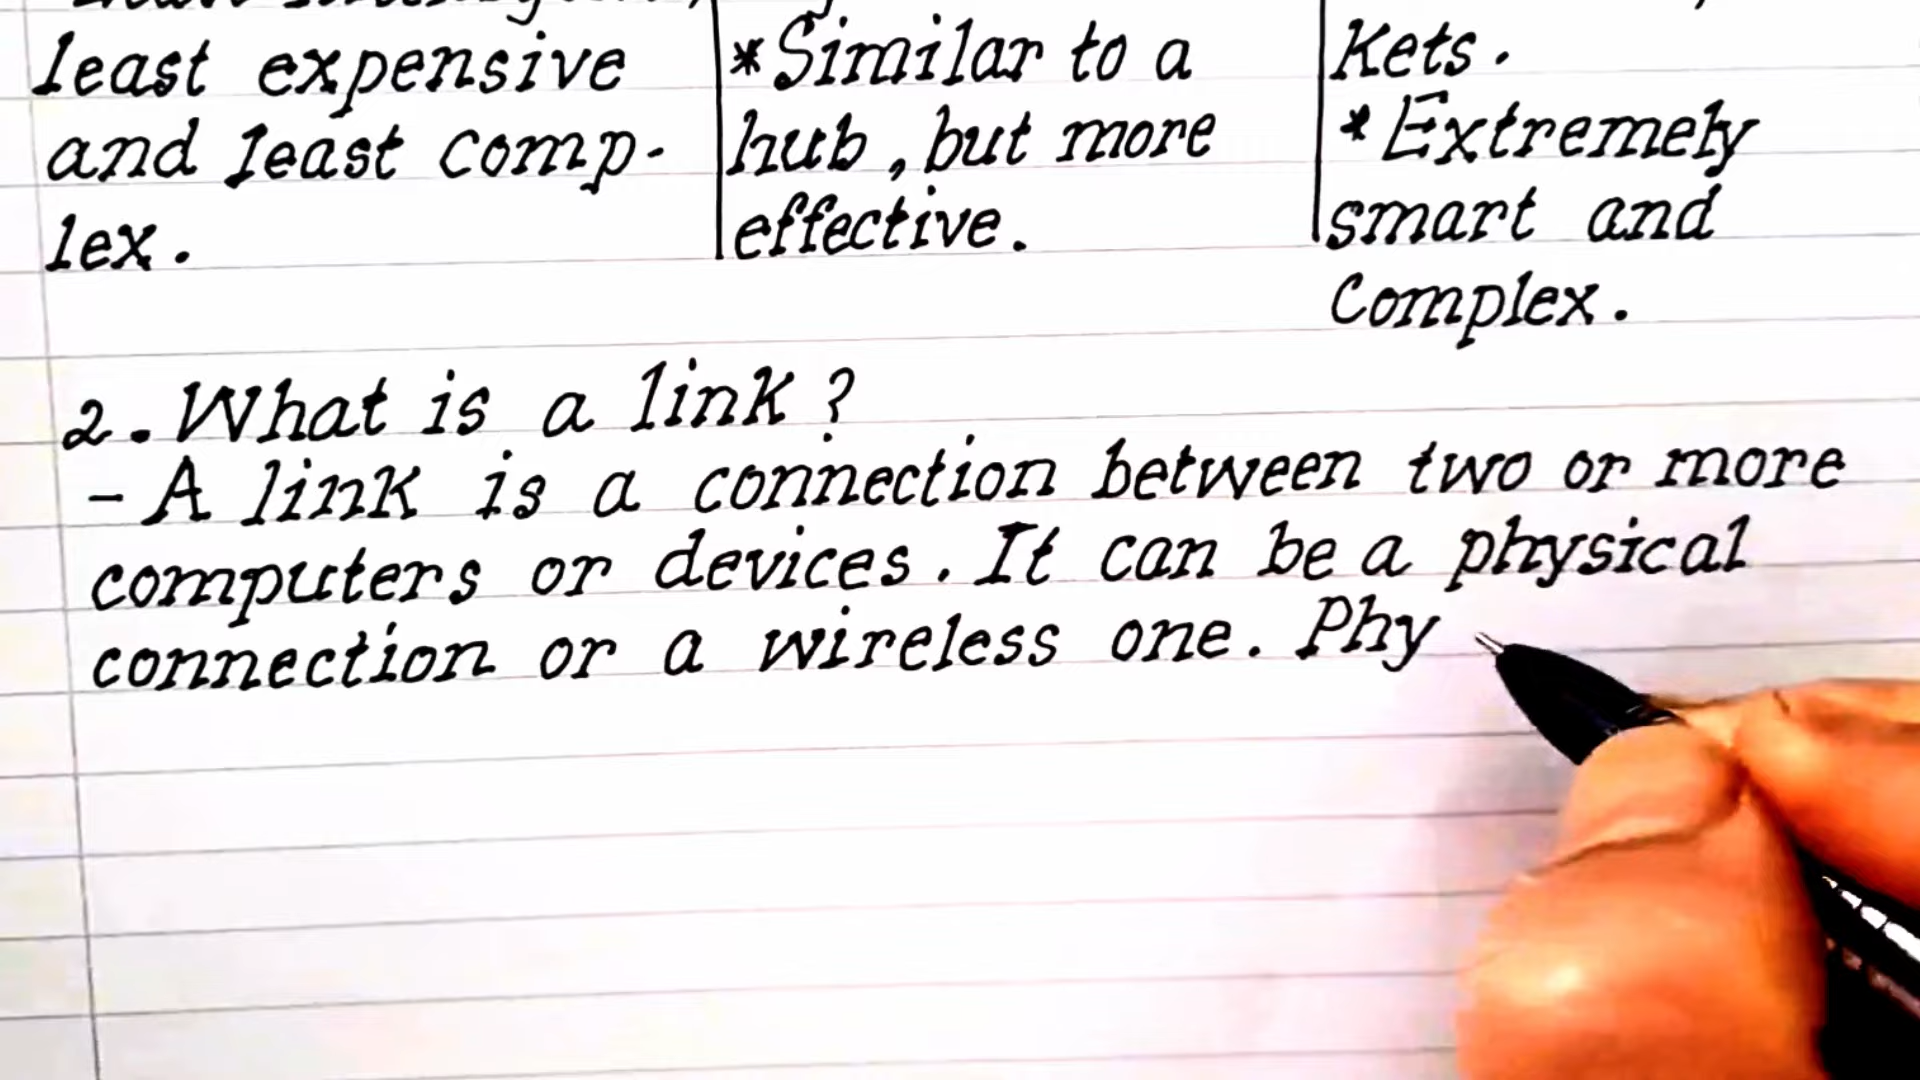 least expensive
and least comp-
lex.
*Similar to a
hub, but more
effective.
Kets.
*Extremely
smart and
Complex.
2. What is a link?
- A link is a connection between two or more
computers or devices. It can be a physical
connection or a wireless one. Phy